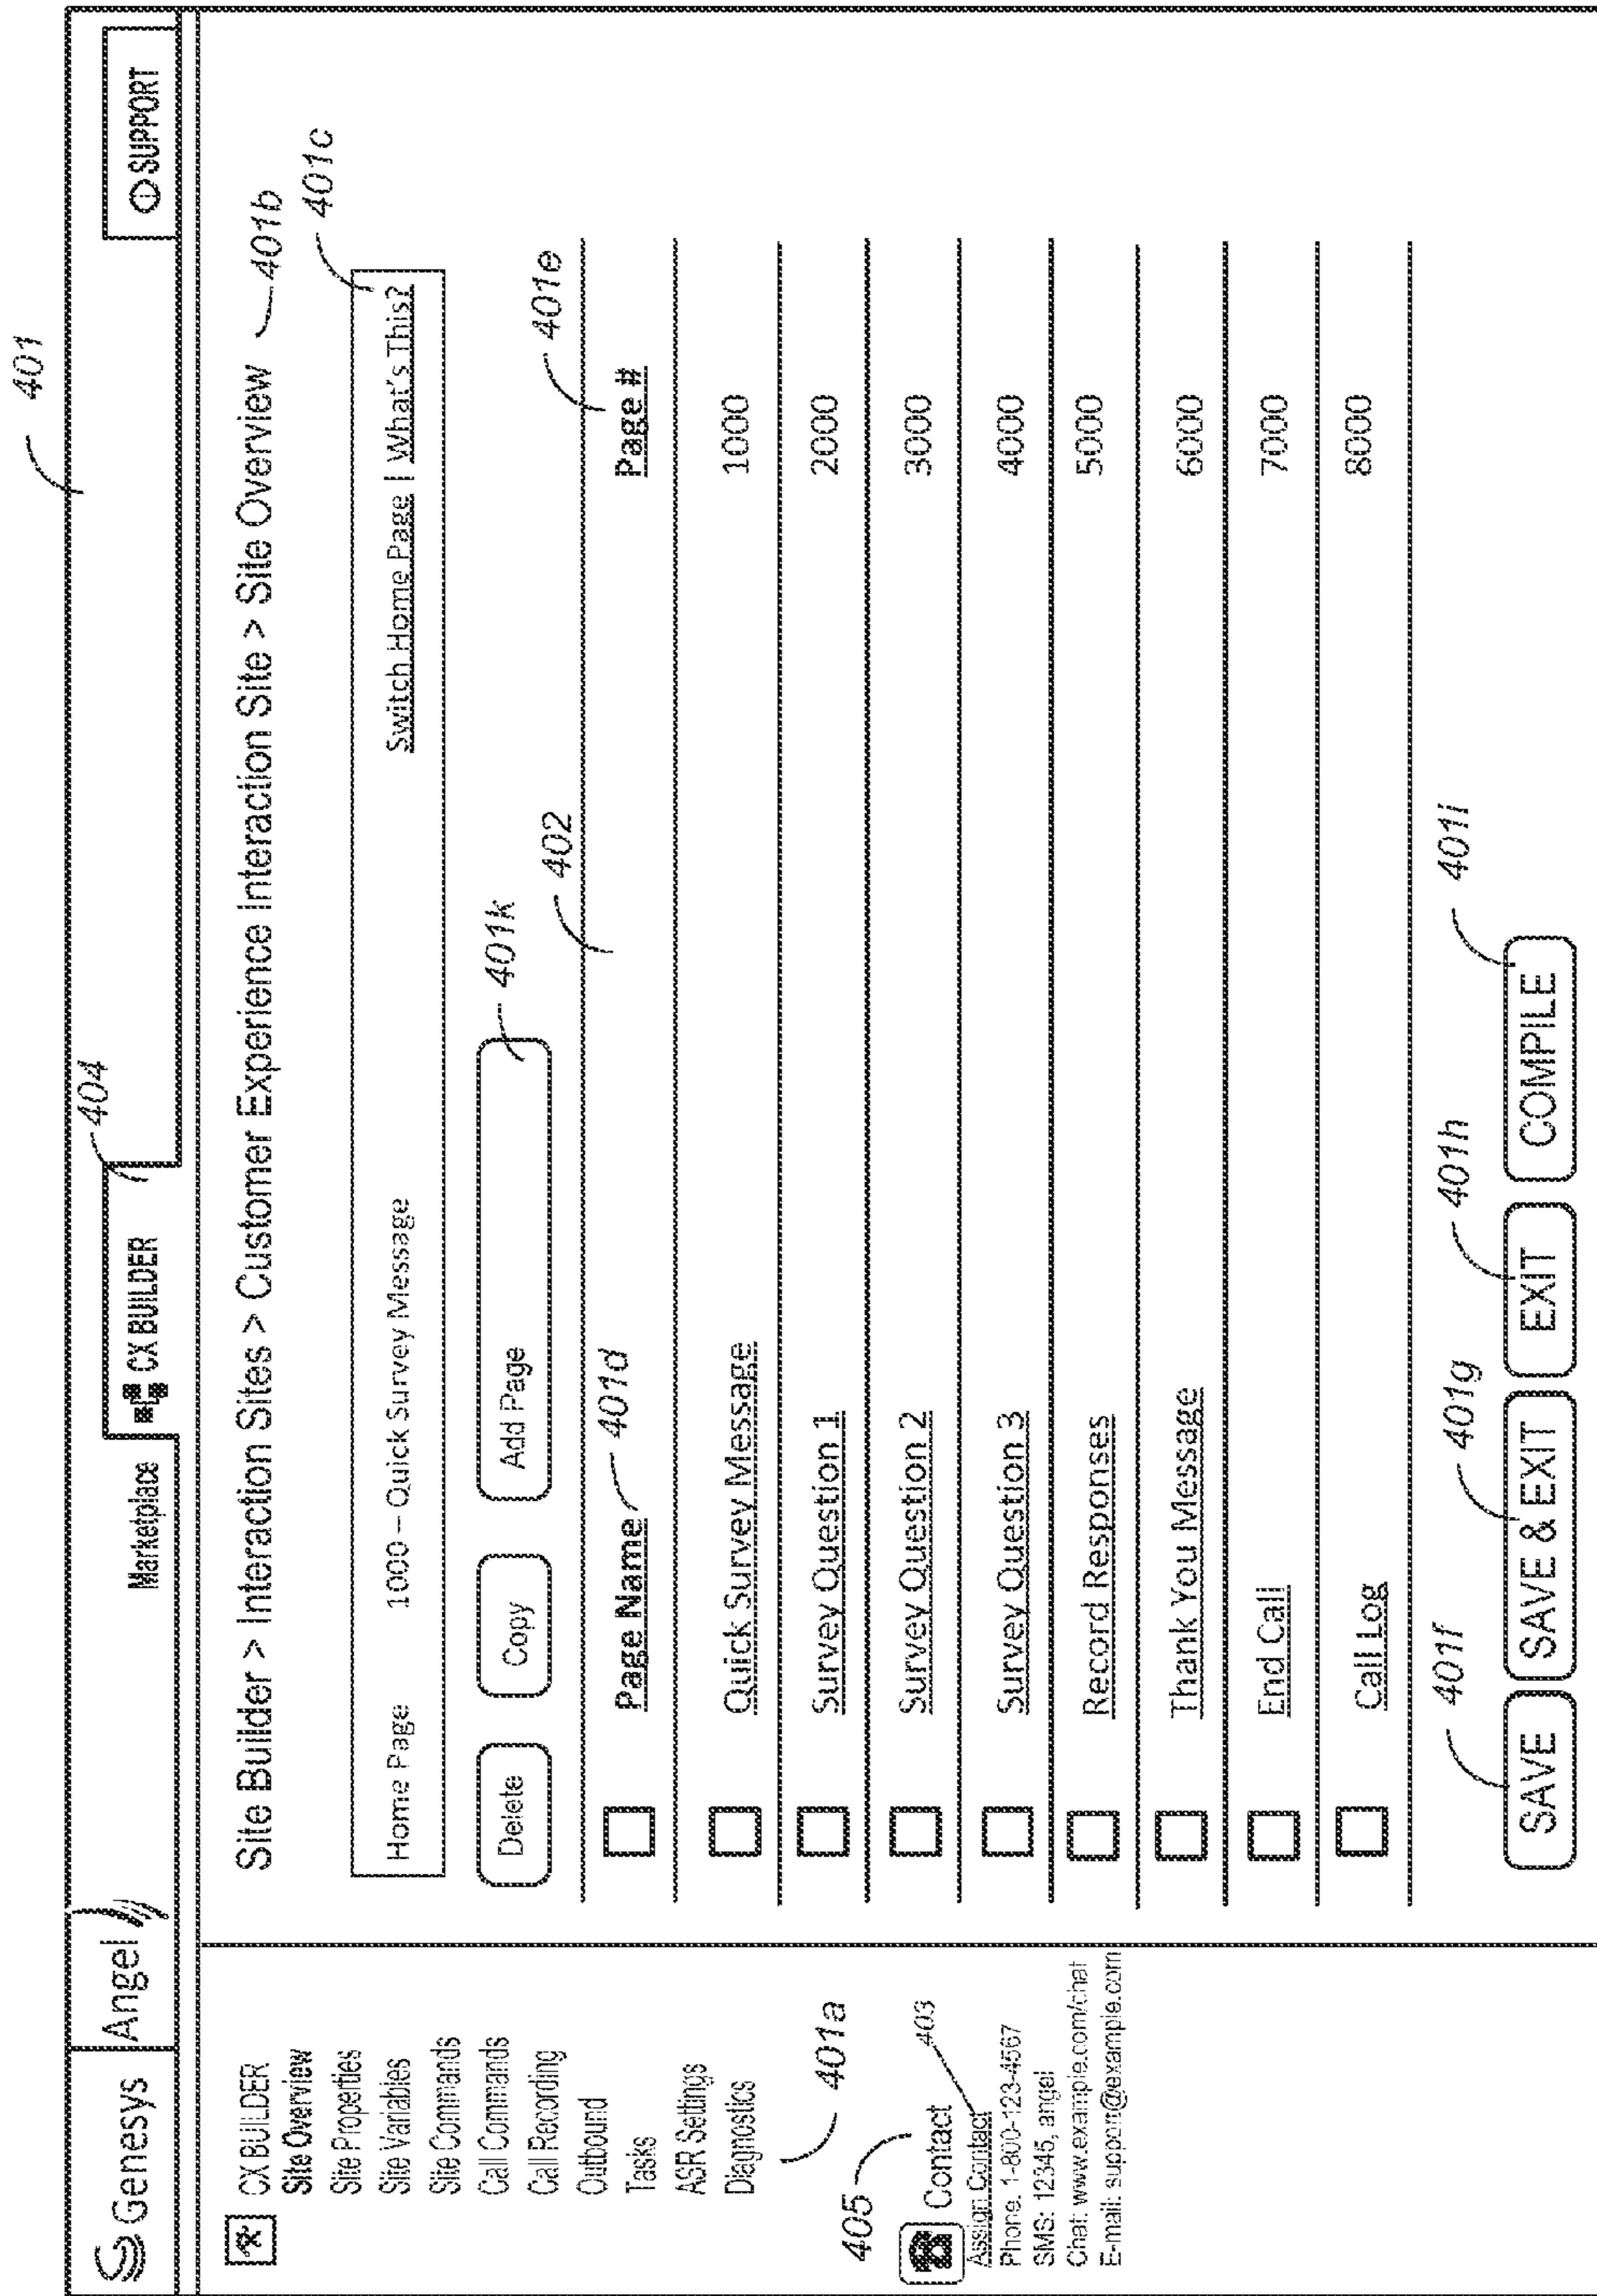 401
Genesys
Angel
Marketplace
CX BUILDER
404
SUPPORT
CX BUILDER
Site Overview
Site Properties
Site Variables
Site Commands
Call Commands
Call Recording
Outbound
Tasks
ASR Settings
Diagnostics
401a
405
Contact
403
Assign Contact
Phone: 1-800-123-4567
SMS: 12345, angel
Chat: www.example.com/chat
E-mail: support@example.com
Site Builder > Interaction Sites > Customer Experience Interaction Site > Site Overview
401b
Home Page 1000 – Quick Survey Message Switch Home Page | What's This?
401c
Delete Copy Add Page
401k
402
Page Name Page #
401d
401e
Quick Survey Message 1000
Survey Question 1 2000
Survey Question 2 3000
Survey Question 3 4000
Record Responses 5000
Thank You Message 6000
End Call 7000
Call Log 8000
401f 401g 401h 401i
SAVE SAVE & EXIT EXIT COMPILE